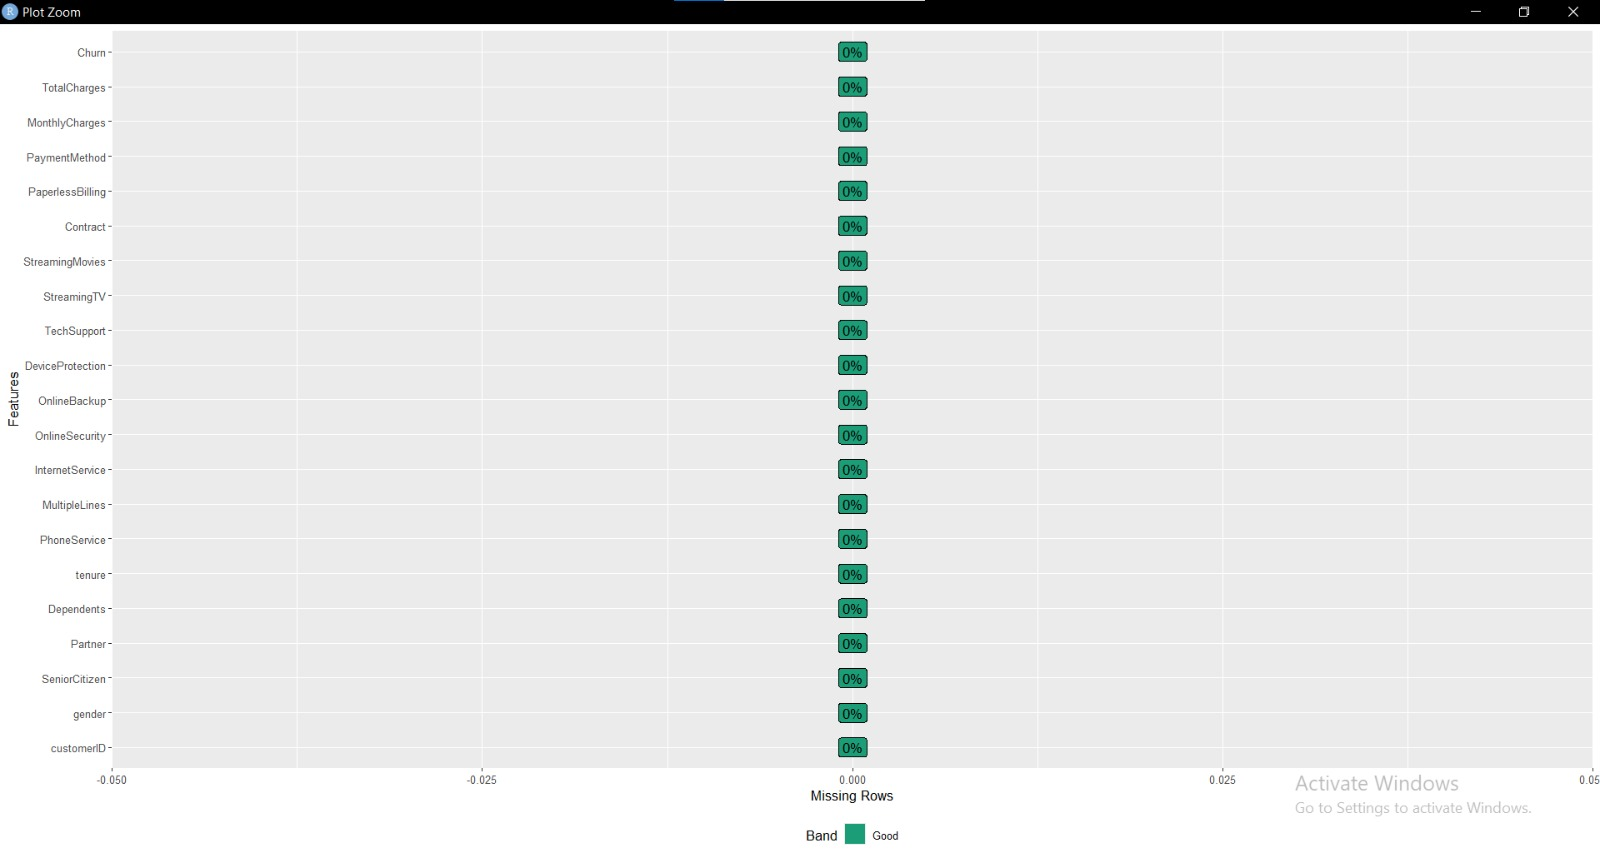 R Plot Zoom
Churn 0%
TotalCharges 0%
MonthlyCharges 0%
PaymentMethod 0%
PaperlessBilling 0%
Contract 0%
StreamingMovies 0%
StreamingTV 0%
TechSupport 0%
DeviceProtection 0%
OnlineBackup 0%
OnlineSecurity 0%
InternetService 0%
MultipleLines 0%
PhoneService 0%
tenure 0%
Dependents 0%
Partner 0%
SeniorCitizen 0%
gender 0%
customerID 0%
Features
-0.050 -0.025 0.000 0.025 0.05
Missing Rows
Activate Windows
Go to Settings to activate Windows.
Band Good